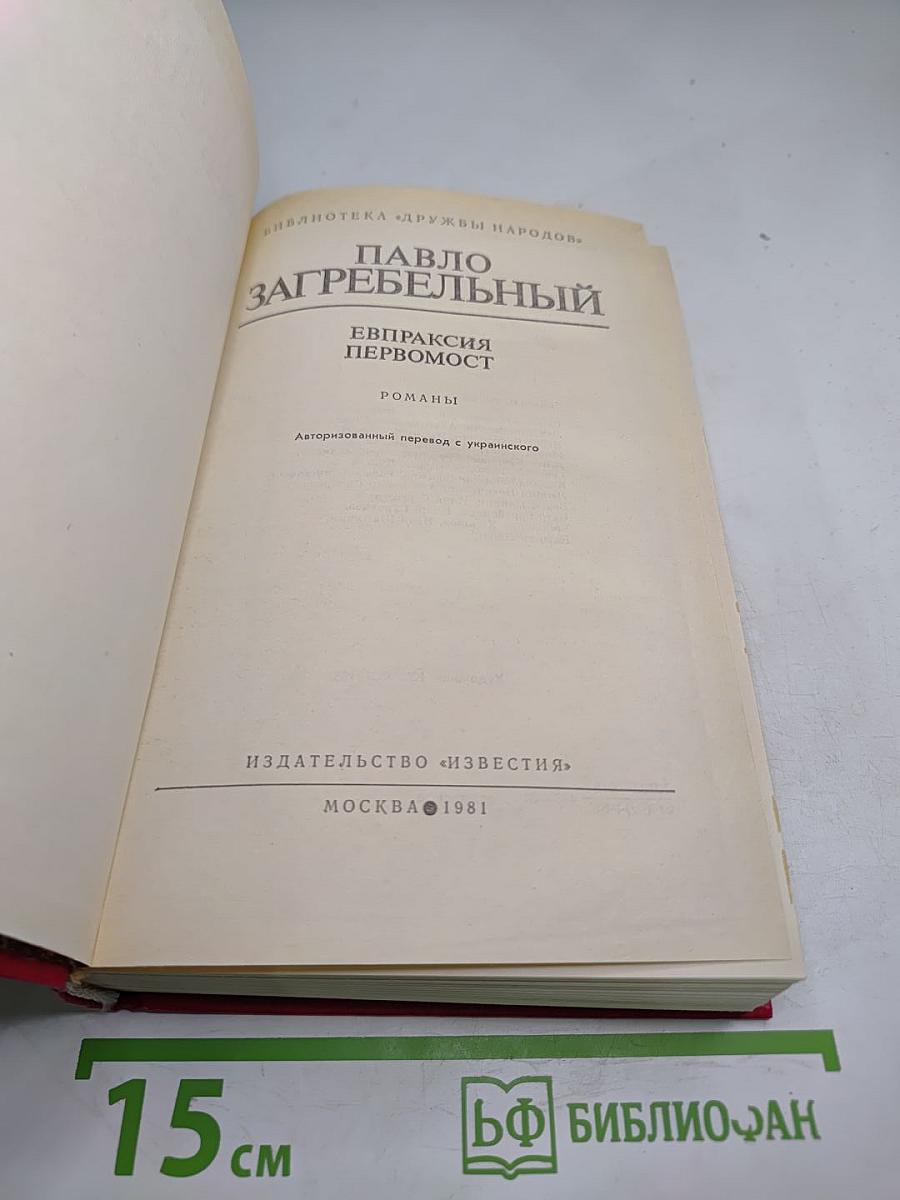 БИБЛИОТЕКА «ДРУЖБЫ НАРОДОВ»
ПАВЛО
ЗАГРЕБЕЛЬНЫЙ
ЕВПРАКСИЯ
ПЕРВОМОСТ
РОМАНЫ
Авторизованный перевод с украинского
ИЗДАТЕЛЬСТВО «ИЗВЕСТИЯ»
МОСКВА 1981
15 см
БФ БИБЛИОФАН